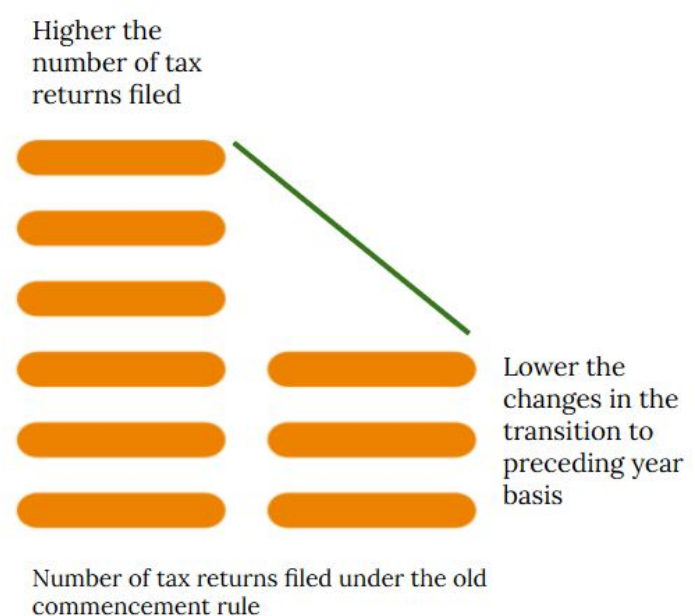 Higher the
number of tax
returns filed
Lower the
changes in the
transition to
preceding year
basis
Number of tax returns filed under the old
commencement rule